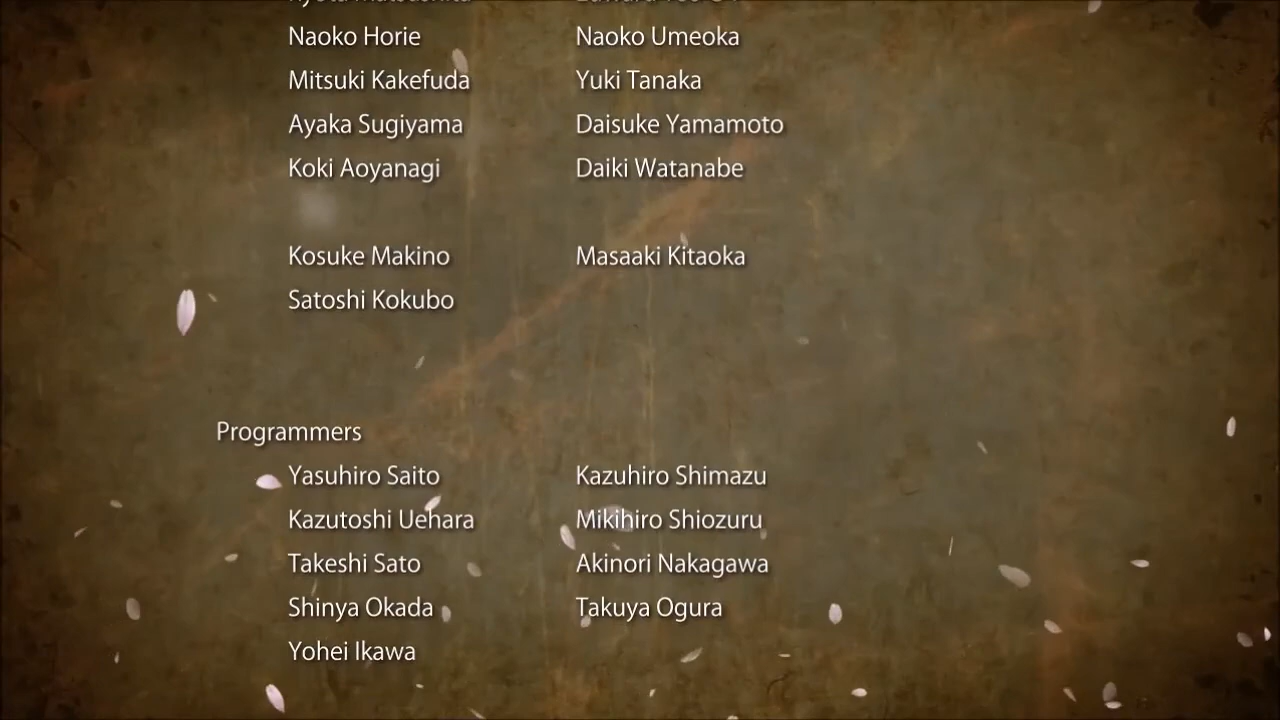 Naoko Horie Naoko Umeoka
Mitsuki Kakefuda Yuki Tanaka
Ayaka Sugiyama Daisuke Yamamoto
Koki Aoyanagi Daiki Watanabe
Kosuke Makino Masaaki Kitaoka
Satoshi Kokubo
Programmers
Yasuhiro Saito Kazuhiro Shimazu
Kazutoshi Uehara Mikihiro Shiozuru
Takeshi Sato Akinori Nakagawa
Shinya Okada Takuya Ogura
Yohei Ikawa